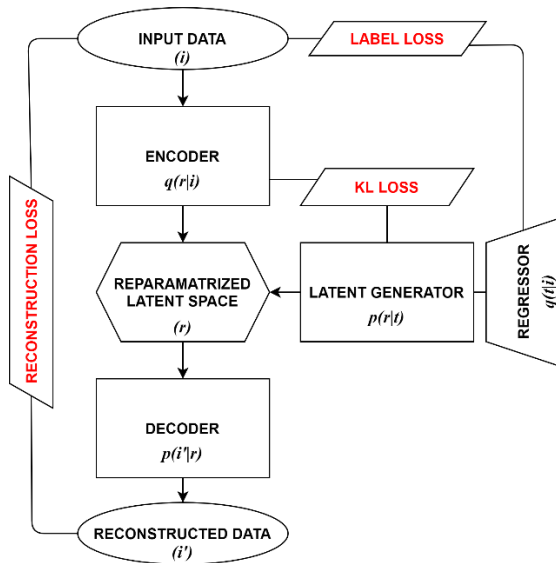 INPUT DATA
(i)
LABEL LOSS
ENCODER
q(r|i)
KL LOSS
RECONSTRUCTION LOSS
REPARAMATRIZED
LATENT SPACE
(r)
LATENT GENERATOR
p(r|t)
REGRESSOR
q(t|i)
DECODER
p(i'|r)
RECONSTRUCTED DATA
(i')